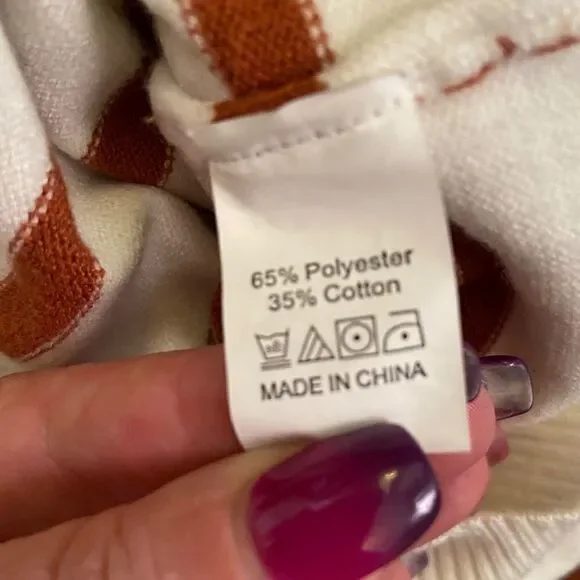 65% Polyester
35% Cotton
MADE IN CHINA